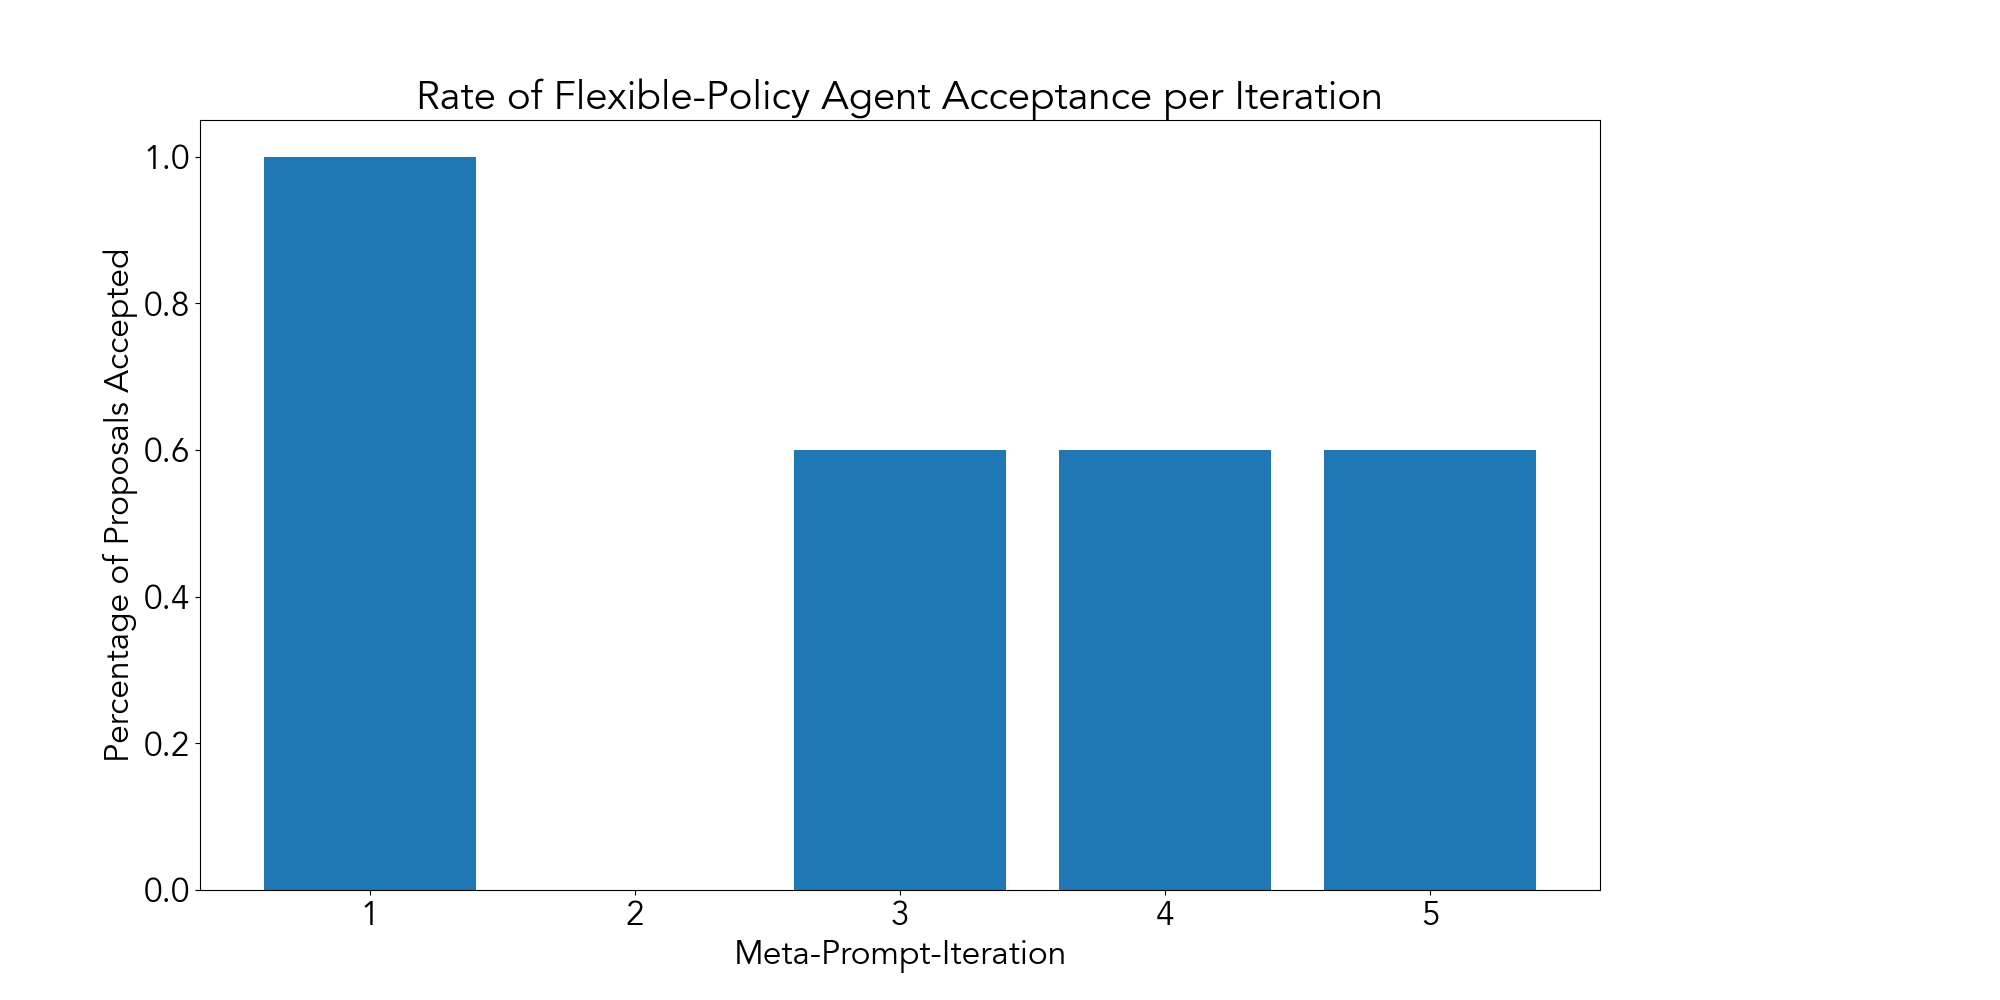 Rate of Flexible-Policy Agent Acceptance per Iteration
Percentage of Proposals Accepted
1.0
0.8
0.6
0.4
0.2
0.0
1 2 3 4 5
Meta-Prompt-Iteration